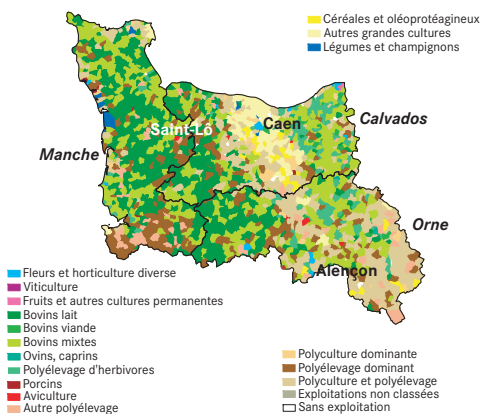 Céréales et oléoprotéagineux
Autres grandes cultures
Légumes et champignons
Calvados
Caen
Saint-Lô
Manche
Orne
Alençon
Fleurs et horticulture diverse
Viticulture
Fruits et autres cultures permanentes
Bovins lait
Bovins viande
Bovins mixtes
Ovins, caprins
Polyélevage d'herbivores
Porcins
Aviculture
Autre polyélevage
Polyculture dominante
Polyélevage dominant
Polyculture et polyélevage
Exploitations non classées
Sans exploitation